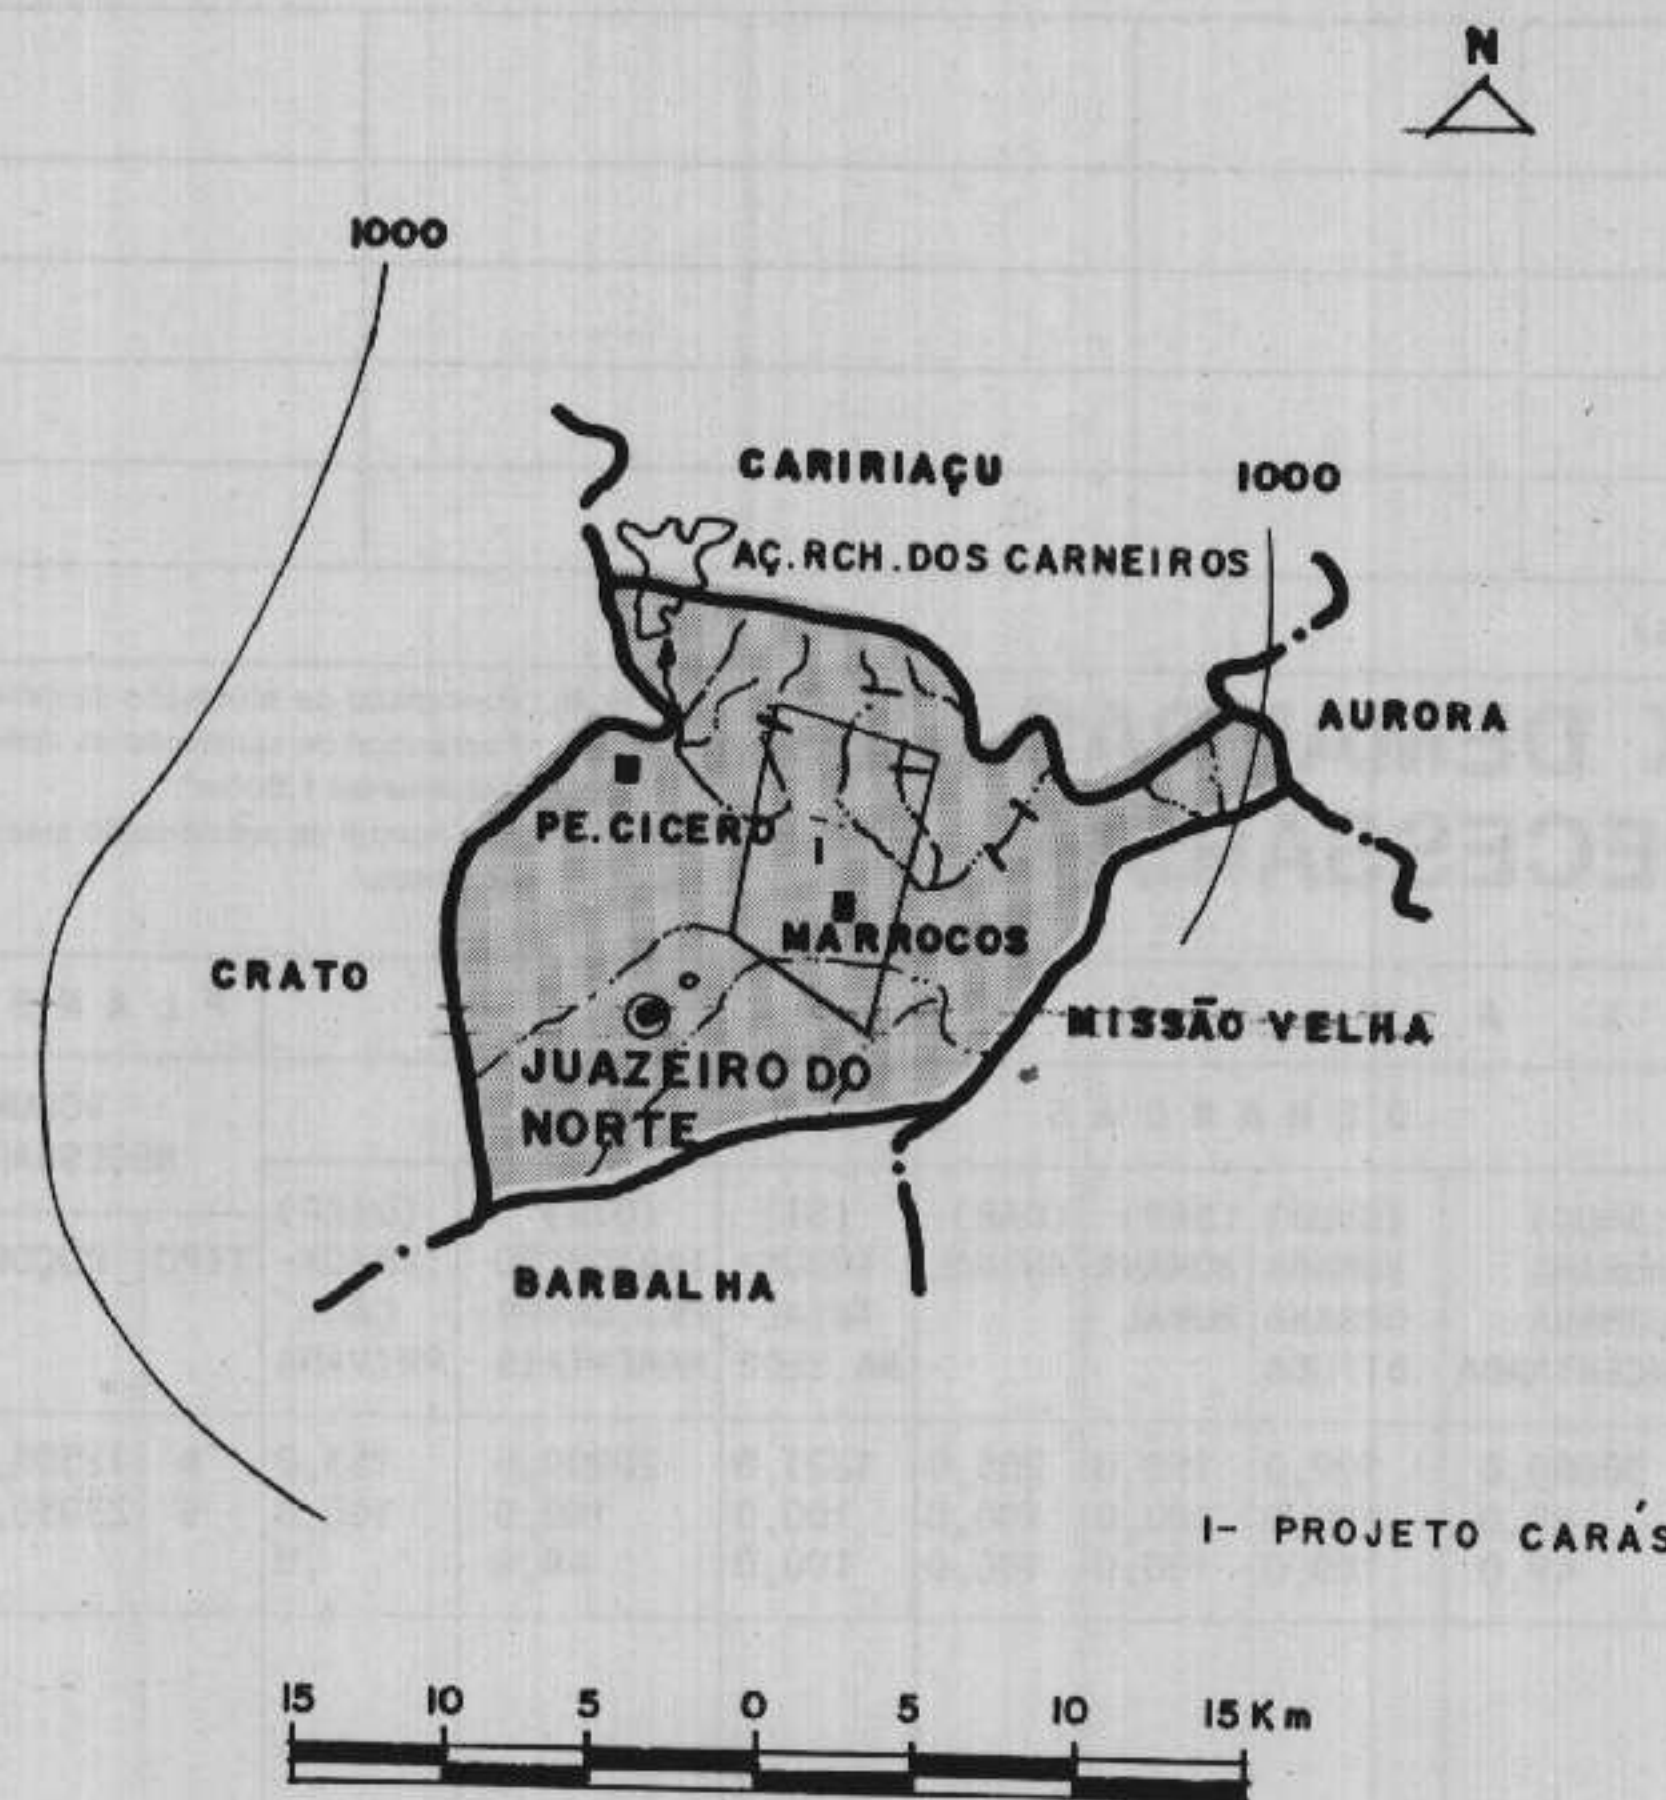 N
1000
CARIRIAÇU
1000
AÇ. RCH. DOS CARNEIROS
AURORA
PE. CICERO
I
MARROCOS
CRATO
MISSÃO VELHA
JUAZEIRO DO
NORTE
BARBALHA
I- PROJETO CARÁS
15 10 5 0 5 10 15 Km